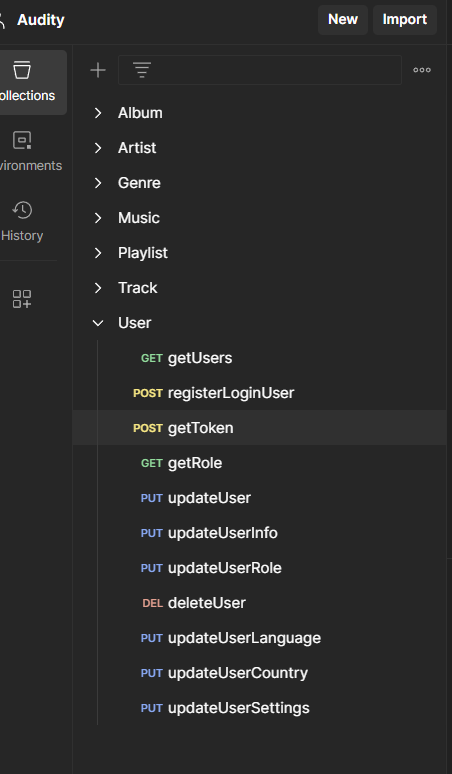 Audity
New Import
ollections
vironments
History
Album
Artist
Genre
Music
Playlist
Track
User
GET getUsers
POST registerLoginUser
POST getToken
GET getRole
PUT updateUser
PUT updateUserInfo
PUT updateUserRole
DEL deleteUser
PUT updateUserLanguage
PUT updateUserCountry
PUT updateUserSettings